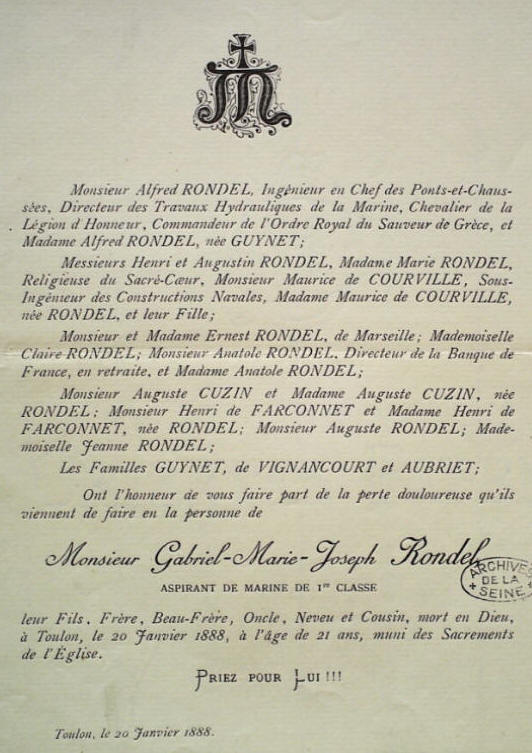 M
Monsieur Alfred RONDEL, Ingénieur en Chef des Ponts-et-Chaus-
sées, Directeur des Travaux Hydrauliques de la Marine, Chevalier de la
Légion d'Honneur, Commandeur de l'Ordre Royal du Sauveur de Grèce, et
Madame Alfred RONDEL, née GUYNET;
Messieurs Henri et Augustin RONDEL, Madame Marie RONDEL,
Religieuse du Sacré-Cœur, Monsieur Maurice de COURVILLE, Sous-
Ingénieur des Constructions Navales, Madame Maurice de COURVILLE,
née RONDEL, et leur Fille;
Monsieur et Madame Ernest RONDEL, de Marseille; Mademoiselle
Claire RONDEL; Monsieur Anatole RONDEL, Directeur de la Banque de
France, en retraite, et Madame Anatole RONDEL;
Monsieur Auguste CUZIN et Madame Auguste CUZIN, née
RONDEL; Monsieur Henri de FARCONNET et Madame Henri de
FARCONNET, née RONDEL; Monsieur Auguste RONDEL; Made-
moiselle Jeanne RONDEL;
Les Familles GUYNET, de VIGNANCOURT et AUBRIET;
Ont l'honneur de vous faire part de la perte douloureuse qu'ils
viennent de faire en la personne de
Monsieur Gabriel-Marie-Joseph Rondel
ASPIRANT DE MARINE DE 1re CLASSE
ARCHIVES
DE LA
+ SEINE +
leur Fils, Frère, Beau-Frère, Oncle, Neveu et Cousin, mort en Dieu,
à Toulon, le 20 Janvier 1888, à l'âge de 21 ans, muni des Sacrements
de l'Église.
PRIEZ POUR LUI!!!
Toulon, le 20 Janvier 1888.